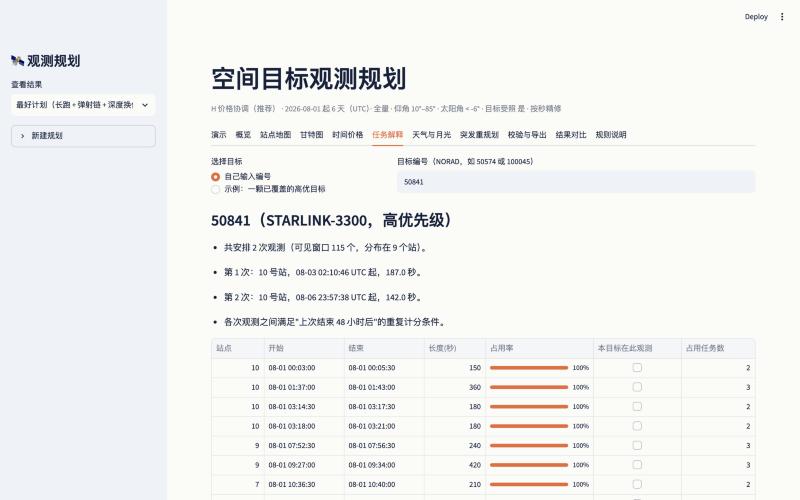 Deploy
观测规划
查看结果
最好计划（长跑 + 弹射链 + 深度换
新建规划
空间目标观测规划
H 价格协调（推荐） · 2026-08-01 起 6 天（UTC）· 全量 · 仰角 10°–85° · 太阳角 < -6° · 目标受照 是 · 按秒精修
演示 概览 站点地图 甘特图 时间价格 任务解释 天气与月光 突发重规划 校验与导出 结果对比 规则说明
选择目标
自己输入编号
示例：一颗已覆盖的高优目标
目标编号（NORAD，如 50574 或 100045）
50841
50841（STARLINK-3300，高优先级）
共安排 2 次观测（可见窗口 115 个，分布在 9 个站）。
第 1 次：10 号站，08-03 02:10:46 UTC 起，187.0 秒。
第 2 次：10 号站，08-06 23:57:38 UTC 起，142.0 秒。
各次观测之间满足"上次结束 48 小时后"的重复计分条件。
站点 开始 结束 长度(秒) 占用率 本目标在此观测 占用任务数
10 08-01 00:03:00 08-01 00:05:30 150 100% 2
10 08-01 01:37:00 08-01 01:43:00 360 100% 3
10 08-01 03:14:30 08-01 03:17:30 180 100% 2
10 08-01 03:18:00 08-01 03:21:00 180 100% 2
9 08-01 07:52:30 08-01 07:56:30 240 100% 3
9 08-01 09:27:00 08-01 09:34:00 420 100% 3
7 08-01 10:36:30 08-01 10:40:00 210 100% 2